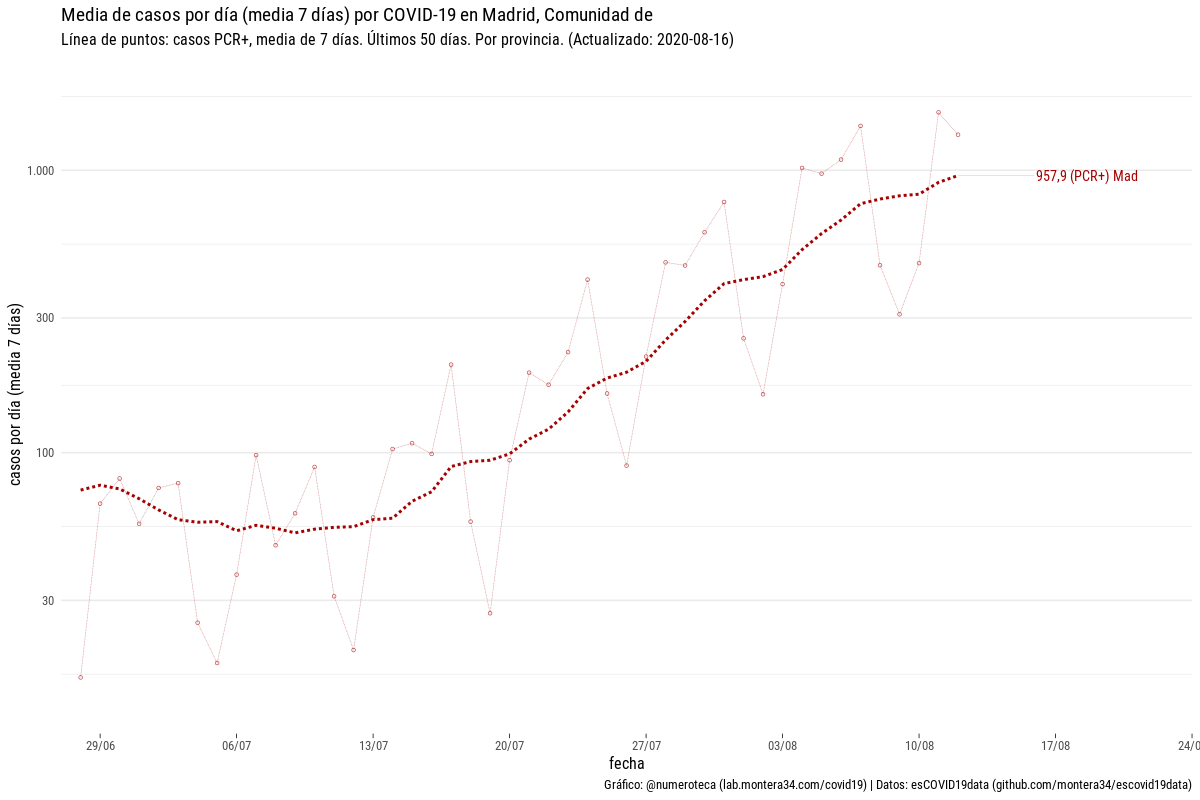 Media de casos por día (media 7 días) por COVID-19 en Madrid, Comunidad de
Línea de puntos: casos PCR+, media de 7 días. Últimos 50 días. Por provincia. (Actualizado: 2020-08-16)
casos por día (media 7 días)
1.000
300
100
30
957,9 (PCR+) Mad
29/06
06/07
13/07
20/07
27/07
03/08
10/08
17/08
24/0
fecha
Gráfico: @numeroteca (lab.montera34.com/covid19) | Datos: esCOVID19data (github.com/montera34/escovid19data)